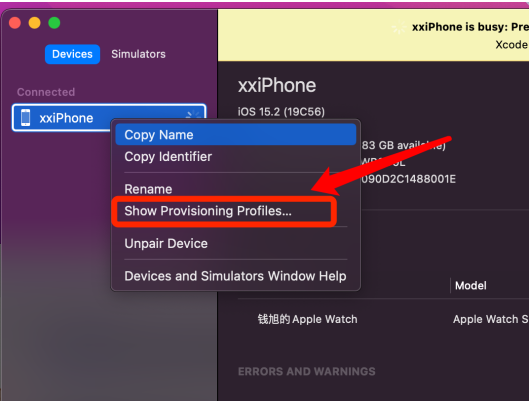 xxiPhone is busy: Pre
Xcode
Devices
Simulators
Connected
xxiPhone
xxiPhone
iOS 15.2 (19C56)
Copy Name
Copy Identifier
Rename
Show Provisioning Profiles...
Unpair Device
Devices and Simulators Window Help
83 GB available)
090D2C1488001E
Model
钱旭的 Apple Watch
Apple Watch S
ERRORS AND WARNINGS